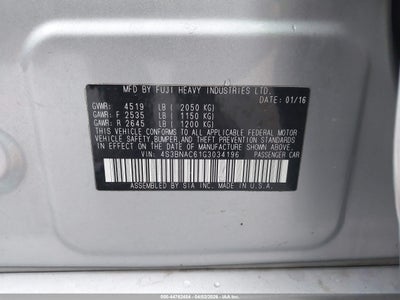 MFD BY FUJI HEAVY INDUSTRIES LTD.
DATE: 01/16
GVWR: 4519 LB ( 2050 KG)
GAWR: F 2535 LB ( 1150 KG)
GAWR: R 2645 LB ( 1200 KG)
THIS VEHICLE CONFORMS TO ALL APPLICABLE FEDERAL MOTOR
VEHICLE SAFETY,BUMPER,AND THEFT PREVENTION STANDARDS
IN EFFECT ON THE DATE OF MANUFACTURE SHOWN ABOVE.
VIN: 4S3BNAC61G3034196 PASSENGER CAR
ASSEMBLED BY SIA INC. MADE IN U.S.A.